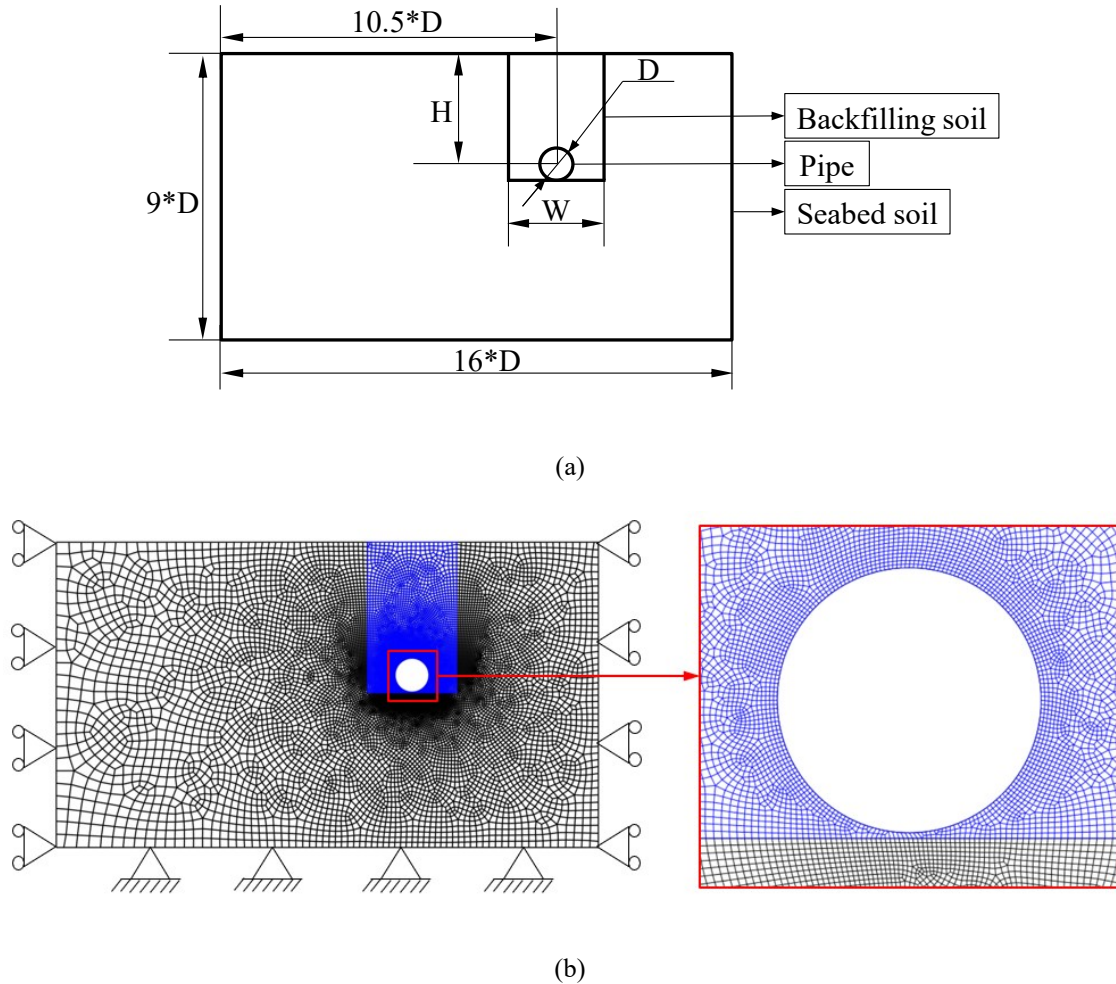 10.5*D
D
H
Backfilling soil
Pipe
9*D
W
Seabed soil
16*D
(a)
(b)